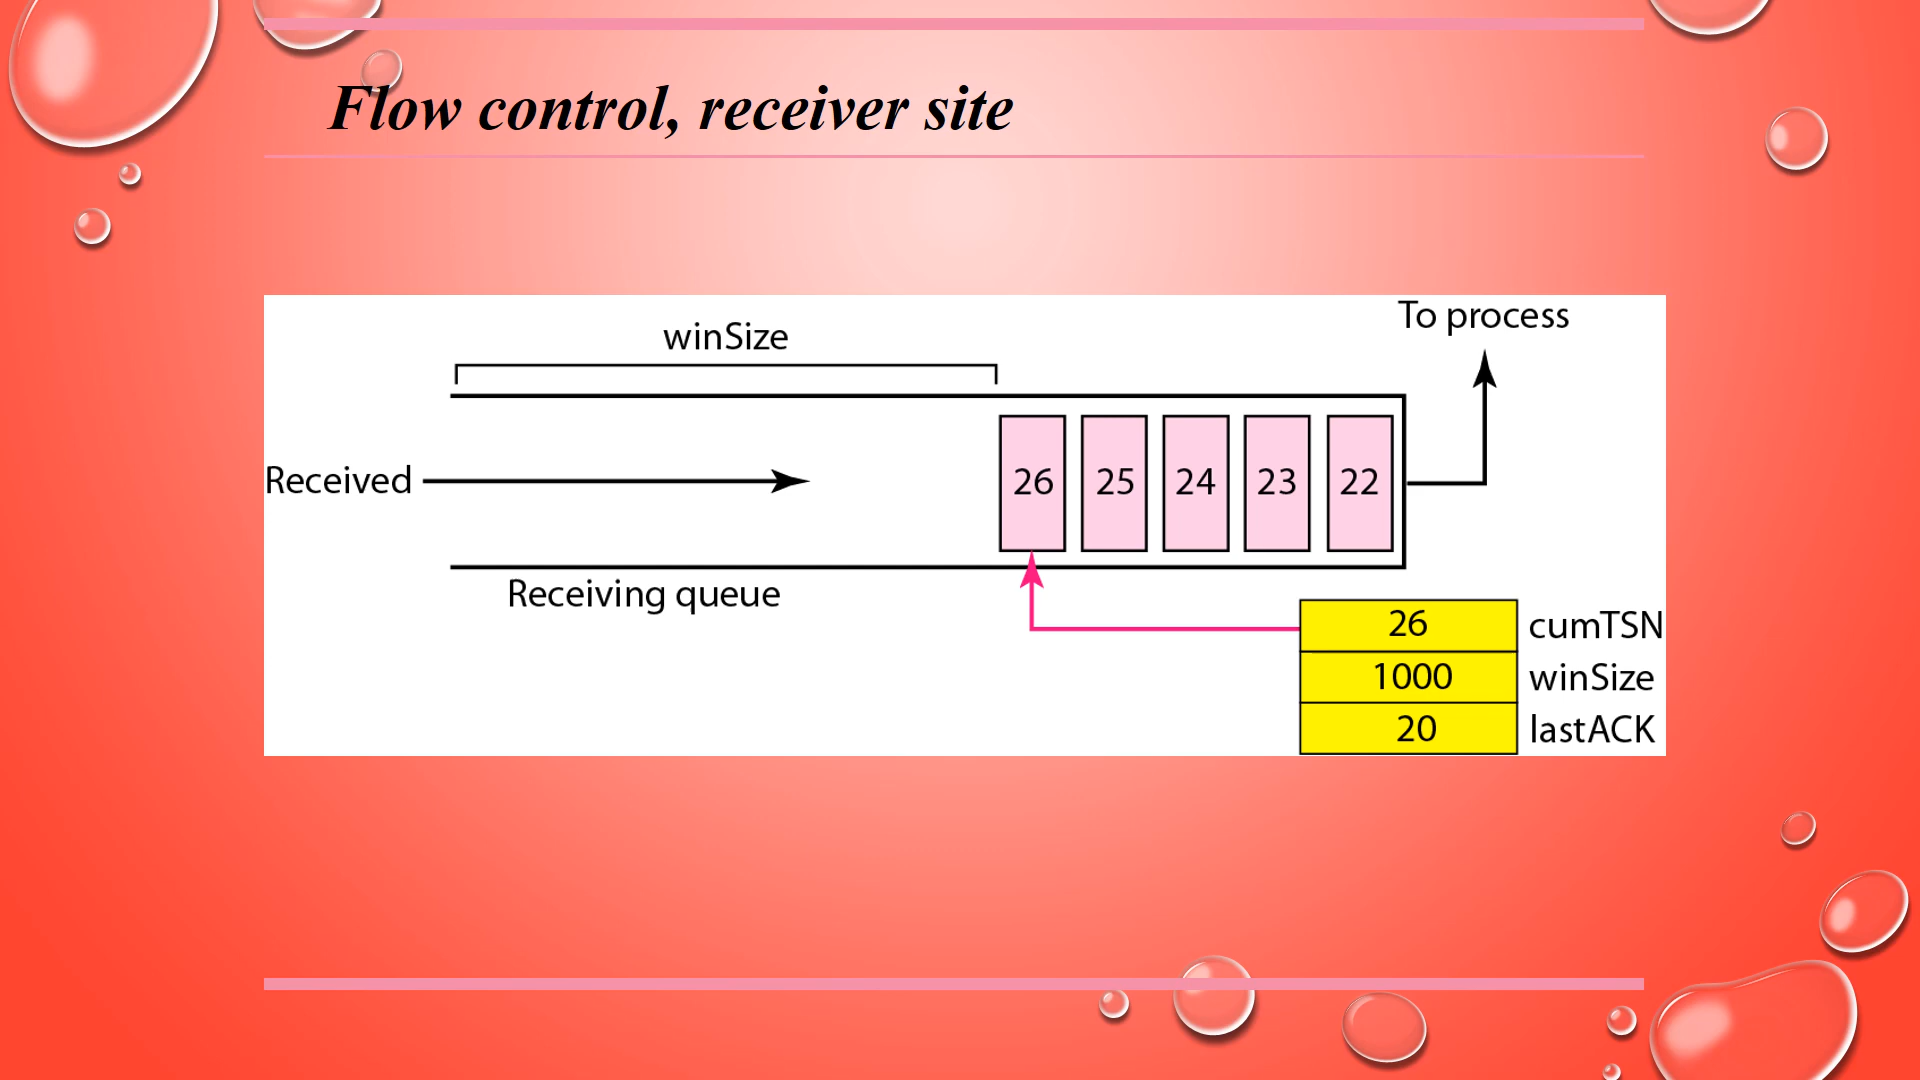 Flow control, receiver site
To process
winSize
Received
26 25 24 23 22
Receiving queue
26 cumTSN
1000 winSize
20 lastACK